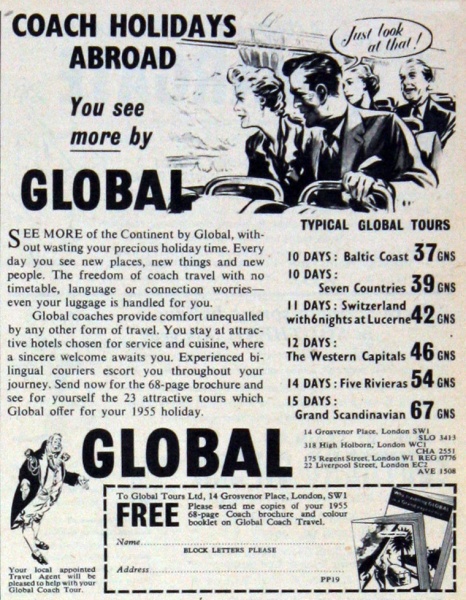 COACH HOLIDAYS
ABROAD
Just look
at that!
You see
more by
GLOBAL
SEE MORE of the Continent by Global, with-
out wasting your precious holiday time. Every
day you see new places, new things and new
people. The freedom of coach travel with no
timetable, language or connection worries—
even your luggage is handled for you.
Global coaches provide comfort unequalled
by any other form of travel. You stay at attrac-
tive hotels chosen for service and cuisine, where
a sincere welcome awaits you. Experienced bi-
lingual couriers escort you throughout your
journey. Send now for the 68-page brochure and
see for yourself the 23 attractive tours which
Global offer for your 1955 holiday.
TYPICAL GLOBAL TOURS
10 DAYS: Baltic Coast 37 GNS
10 DAYS:
Seven Countries 39 GNS
11 DAYS: Switzerland
with 6 nights at Lucerne 42 GNS
12 DAYS:
The Western Capitals 46 GNS
14 DAYS: Five Rivieras 54 GNS
15 DAYS:
Grand Scandinavian 67 GNS
GLOBAL
14 Grosvenor Place, London SW1
SLO 3413
318 High Holborn, London WC1
CHA 2551
175 Regent Street, London W1 REG 0776
22 Liverpool Street, London EC2
AVE 1508
To Global Tours Ltd, 14 Grosvenor Place, London, SW1
FREE Please send me copies of your 1955
68-page Coach brochure and colour
booklet on Global Coach Travel.
Name
BLOCK LETTERS PLEASE
Address
PP19
Your local appointed
Travel Agent will be
pleased to help with your
Global Coach Tour.